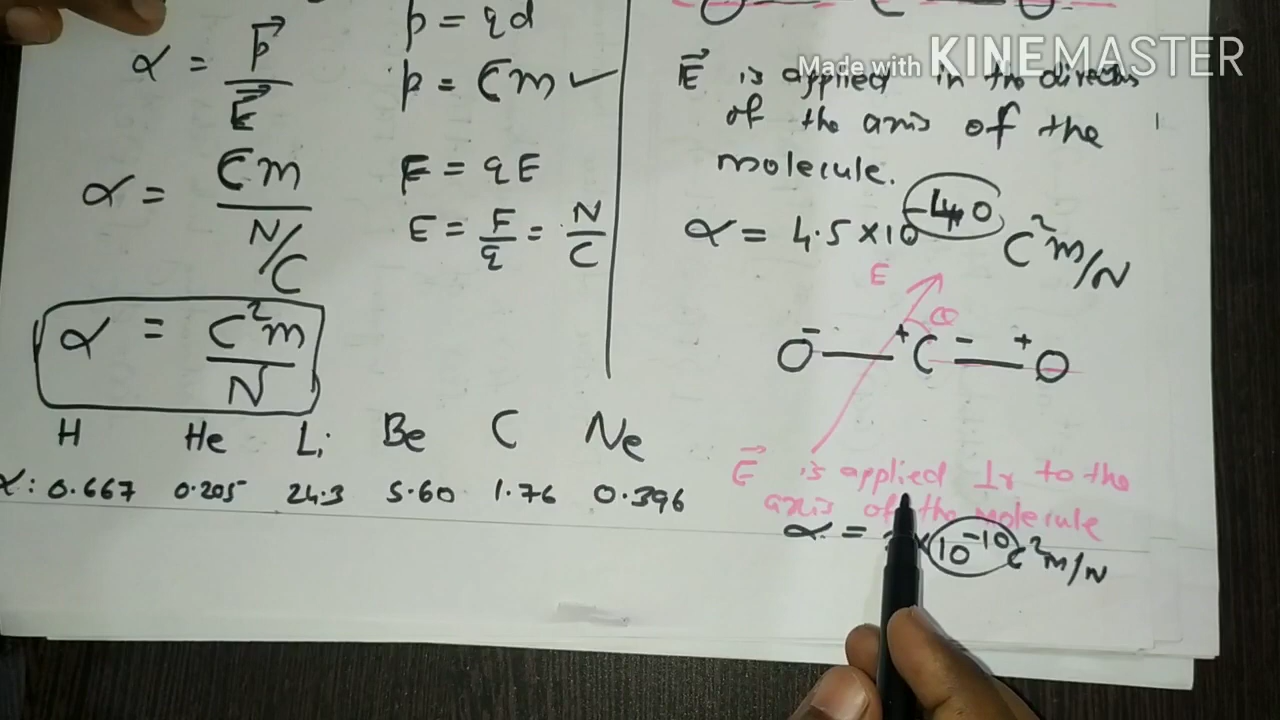 α = p⃗ / E⃗
p = qd
p = Cm ✓
α = Cm / N/C
F = qE
E = F/q = N/C
α = C²m / N
H He Li Be C Ne
α: 0.667 0.205 24.3 5.60 1.76 0.396
Made with KINEMASTER
E⃗ is applied in the direction
of the axis of the
molecule.
α = 4.5×10⁻⁴⁰ C²m/N
E
θ
O⁻ — ⁺C⁻ — ⁺O
E⃗ is applied ⊥r to the
axis of the molecule
α = ×10⁻¹⁰ C²m/N